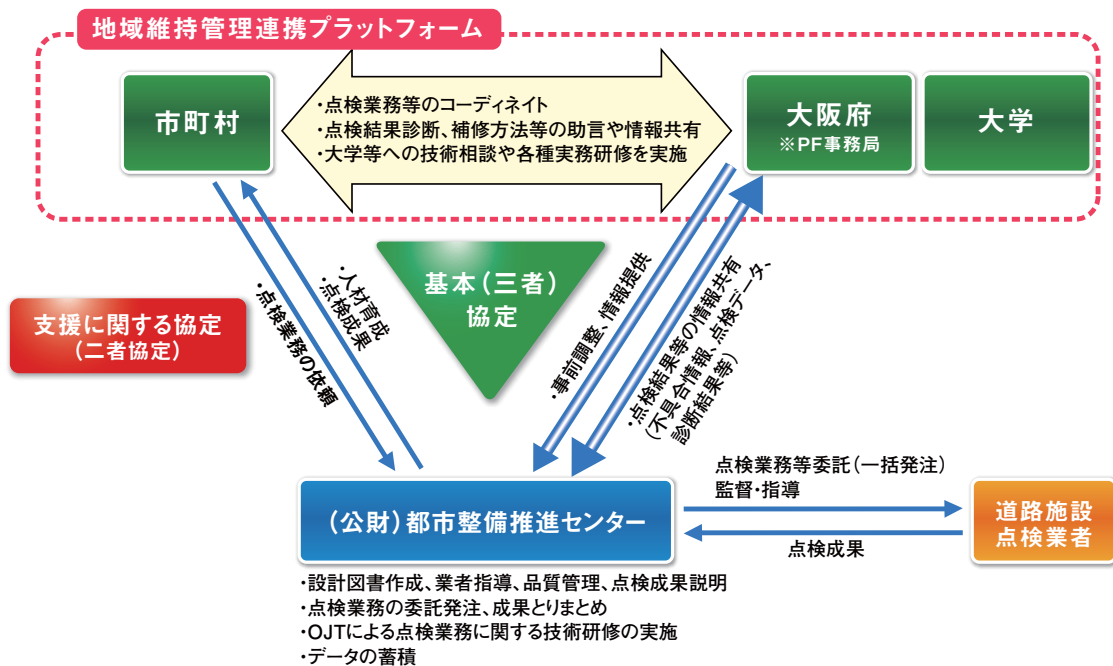 地域維持管理連携プラットフォーム
市町村
・点検業務等のコーディネイト
・点検結果診断、補修方法等の助言や情報共有
・大学等への技術相談や各種実務研修を実施
大阪府
※PF事務局
大学
基本(三者)
協定
支援に関する協定
(二者協定)
・人材育成
・点検成果
・点検業務の依頼
・事前調整、情報提供
・点検結果等の情報共有
(不具合情報、点検データ、
診断結果等)
(公財)都市整備推進センター
点検業務等委託(一括発注)
監督・指導
点検成果
道路施設
点検業者
・設計図書作成、業者指導、品質管理、点検成果説明
・点検業務の委託発注、成果とりまとめ
・OJTによる点検業務に関する技術研修の実施
・データの蓄積